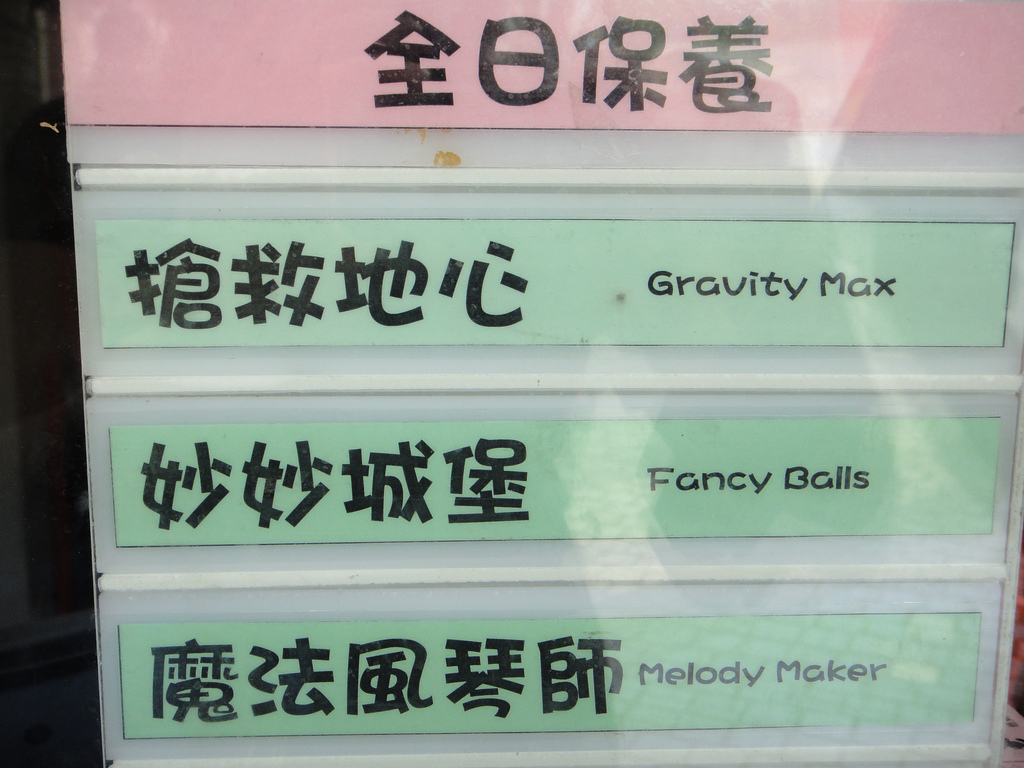 全日保養
搶救地心 Gravity Max
妙妙城堡 Fancy Balls
魔法風琴師 Melody Maker